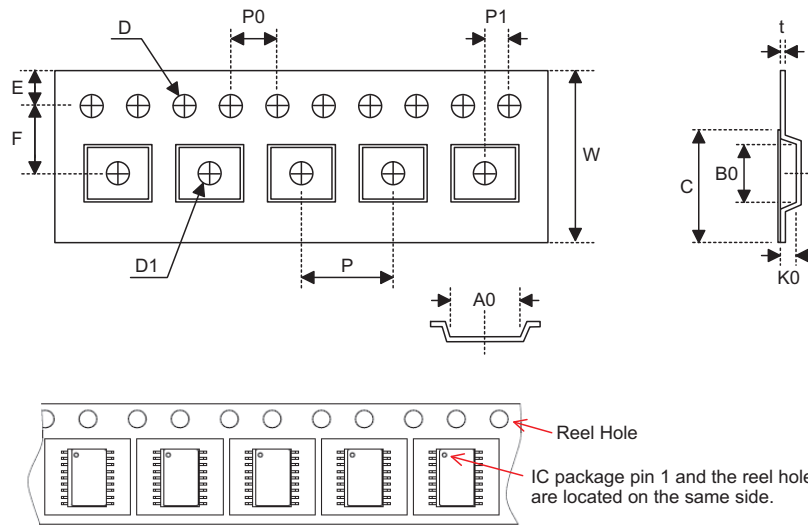 D
P0
P1
t
E
F
W
C
B0
D1
P
K0
A0
Reel Hole
IC package pin 1 and the reel hole
are located on the same side.